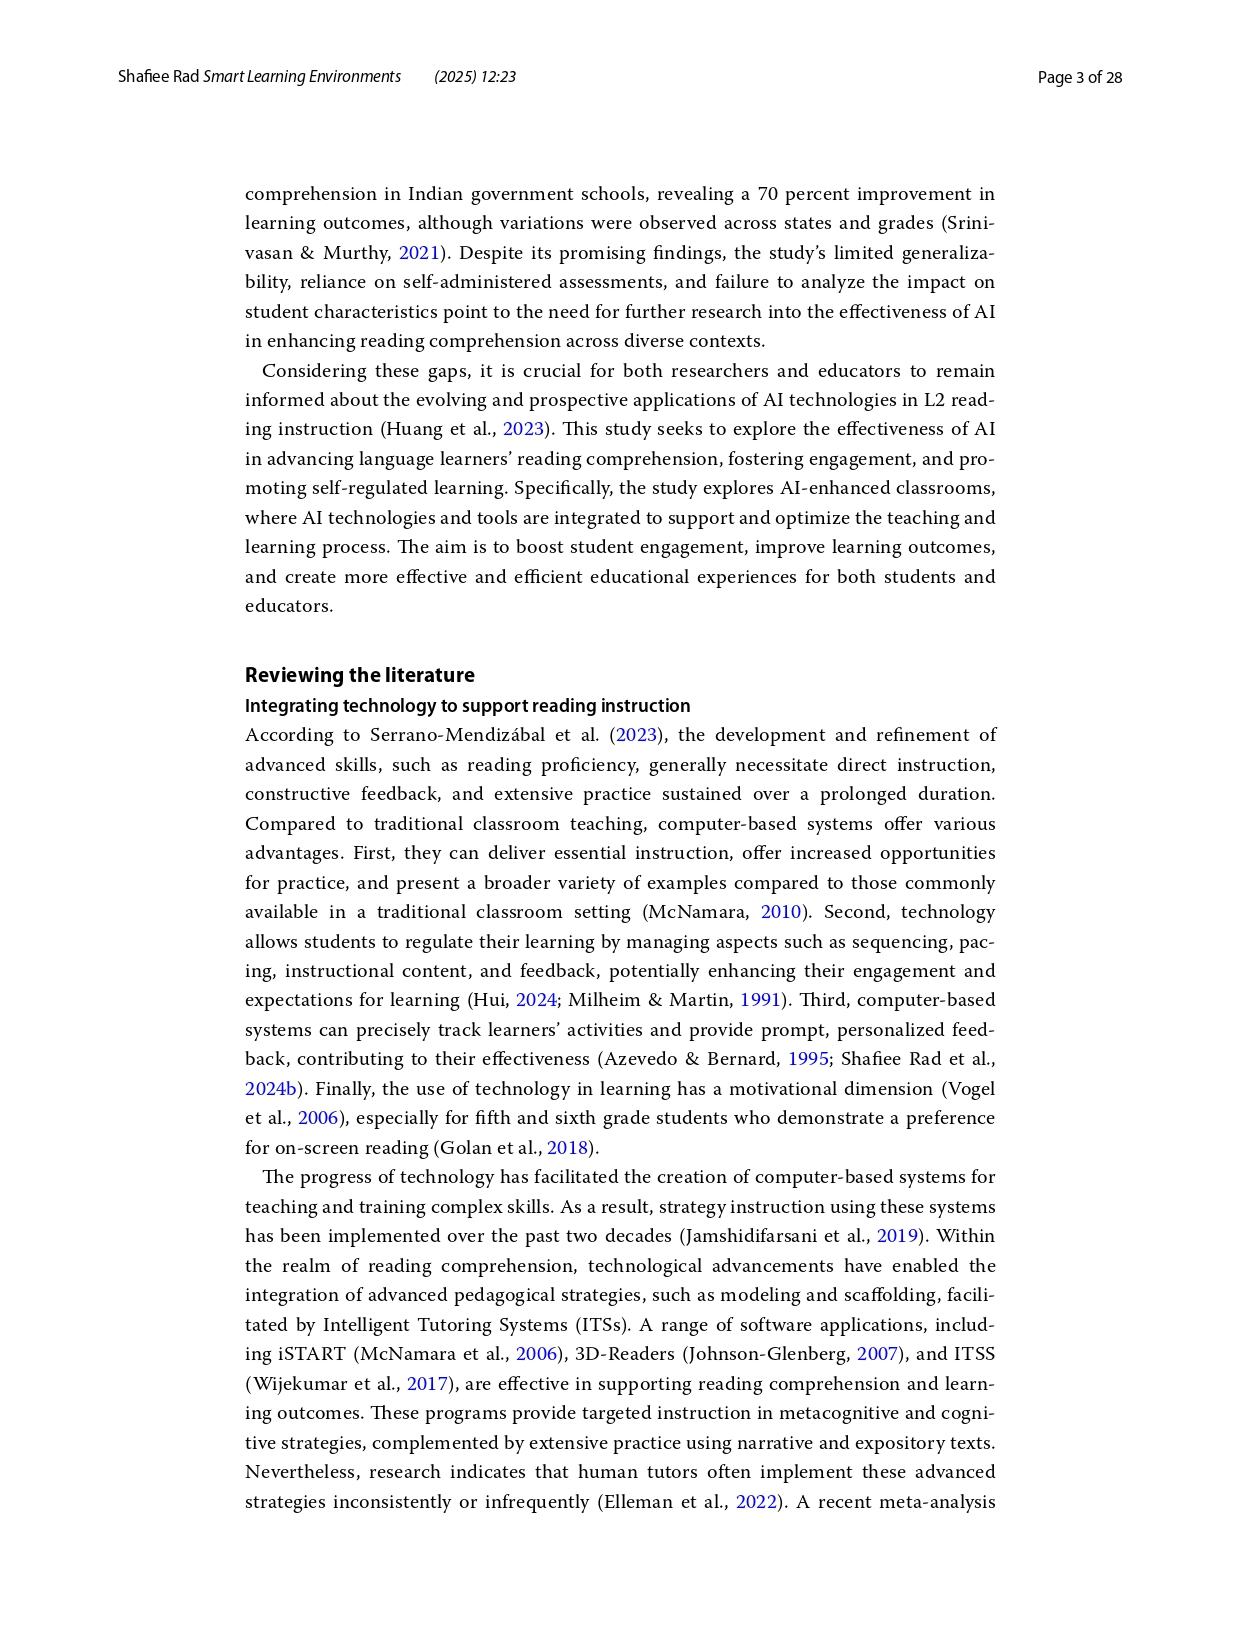 Shafiee Rad Smart Learning Environments (2025) 12:23
Page 3 of 28
comprehension in Indian government schools, revealing a 70 percent improvement in
learning outcomes, although variations were observed across states and grades (Srini-
vasan & Murthy, 2021). Despite its promising findings, the study’s limited generaliza-
bility, reliance on self-administered assessments, and failure to analyze the impact on
student characteristics point to the need for further research into the effectiveness of AI
in enhancing reading comprehension across diverse contexts.
Considering these gaps, it is crucial for both researchers and educators to remain
informed about the evolving and prospective applications of AI technologies in L2 read-
ing instruction (Huang et al., 2023). This study seeks to explore the effectiveness of AI
in advancing language learners’ reading comprehension, fostering engagement, and pro-
moting self-regulated learning. Specifically, the study explores AI-enhanced classrooms,
where AI technologies and tools are integrated to support and optimize the teaching and
learning process. The aim is to boost student engagement, improve learning outcomes,
and create more effective and efficient educational experiences for both students and
educators.
Reviewing the literature
Integrating technology to support reading instruction
According to Serrano-Mendizábal et al. (2023), the development and refinement of
advanced skills, such as reading proficiency, generally necessitate direct instruction,
constructive feedback, and extensive practice sustained over a prolonged duration.
Compared to traditional classroom teaching, computer-based systems offer various
advantages. First, they can deliver essential instruction, offer increased opportunities
for practice, and present a broader variety of examples compared to those commonly
available in a traditional classroom setting (McNamara, 2010). Second, technology
allows students to regulate their learning by managing aspects such as sequencing, pac-
ing, instructional content, and feedback, potentially enhancing their engagement and
expectations for learning (Hui, 2024; Milheim & Martin, 1991). Third, computer-based
systems can precisely track learners’ activities and provide prompt, personalized feed-
back, contributing to their effectiveness (Azevedo & Bernard, 1995; Shafiee Rad et al.,
2024b). Finally, the use of technology in learning has a motivational dimension (Vogel
et al., 2006), especially for fifth and sixth grade students who demonstrate a preference
for on-screen reading (Golan et al., 2018).
The progress of technology has facilitated the creation of computer-based systems for
teaching and training complex skills. As a result, strategy instruction using these systems
has been implemented over the past two decades (Jamshidifarsani et al., 2019). Within
the realm of reading comprehension, technological advancements have enabled the
integration of advanced pedagogical strategies, such as modeling and scaffolding, facili-
tated by Intelligent Tutoring Systems (ITSs). A range of software applications, includ-
ing iSTART (McNamara et al., 2006), 3D-Readers (Johnson-Glenberg, 2007), and ITSS
(Wijekumar et al., 2017), are effective in supporting reading comprehension and learn-
ing outcomes. These programs provide targeted instruction in metacognitive and cogni-
tive strategies, complemented by extensive practice using narrative and expository texts.
Nevertheless, research indicates that human tutors often implement these advanced
strategies inconsistently or infrequently (Elleman et al., 2022). A recent meta-analysis